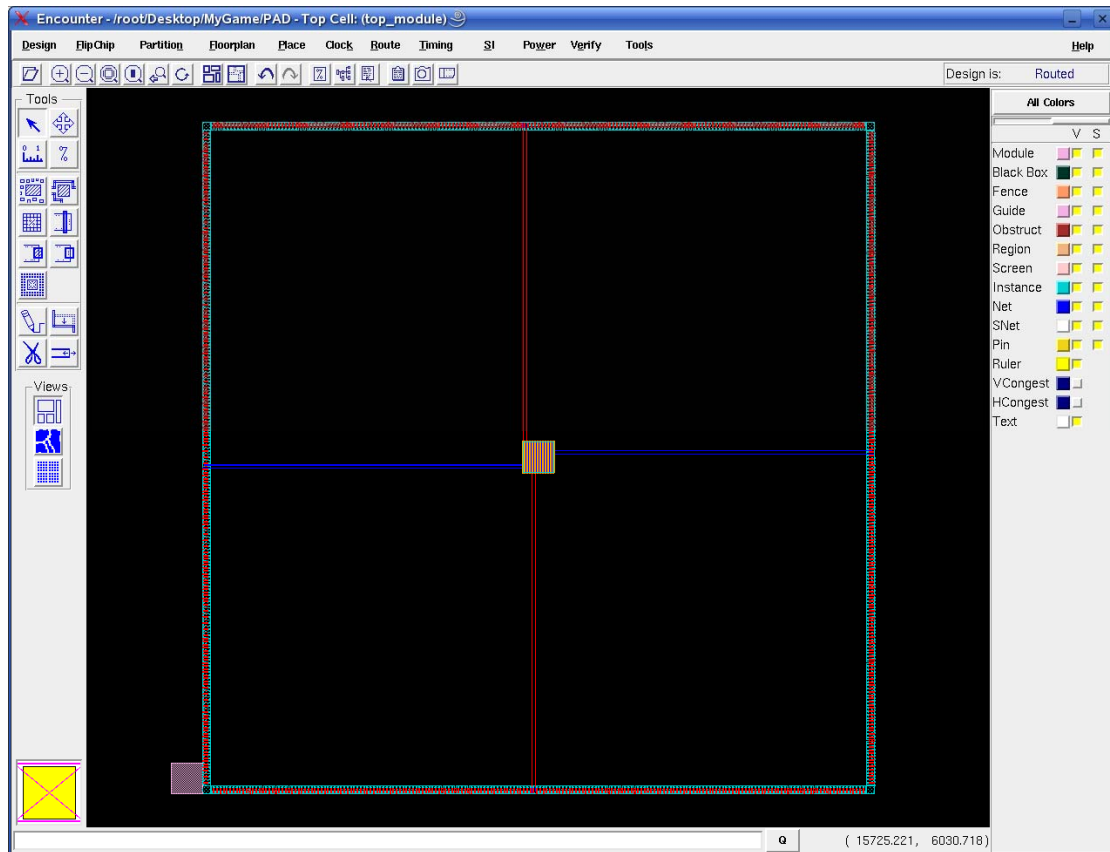 Encounter - /root/Desktop/MyGame/PAD - Top Cell: (top_module)
Design FlipChip Partition Floorplan Place Clock Route Timing SI Power Verify Tools Help
Design is: Routed
Tools
All Colors
V S
0 1
%
Module
Black Box
Fence
Guide
Obstruct
Region
Screen
Instance
Net
SNet
Pin
Ruler
VCongest
HCongest
Text
Views
Q ( 15725.221, 6030.718)